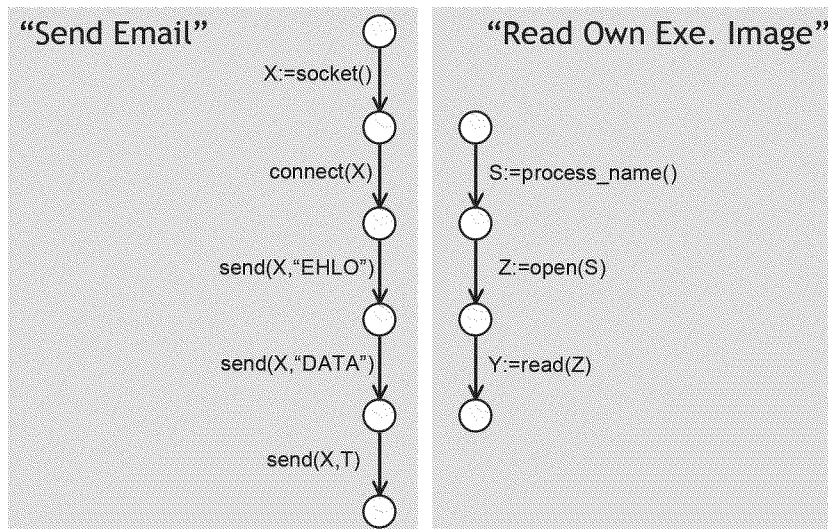 “Send Email”
X:=socket()
connect(X)
send(X,“EHLO”)
send(X,“DATA”)
send(X,T)
“Read Own Exe. Image”
S:=process_name()
Z:=open(S)
Y:=read(Z)